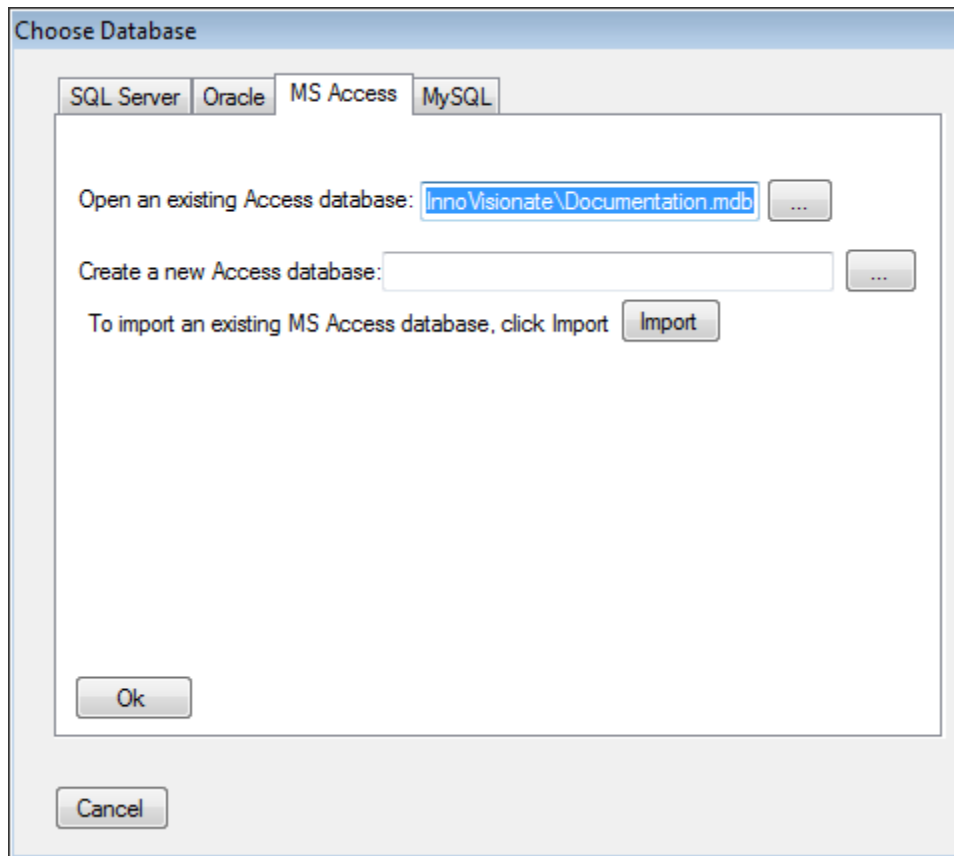 Choose Database
SQL Server Oracle MS Access MySQL
Open an existing Access database: InnoVisionate\Documentation.mdb ...
Create a new Access database: ...
To import an existing MS Access database, click Import Import
Ok
Cancel